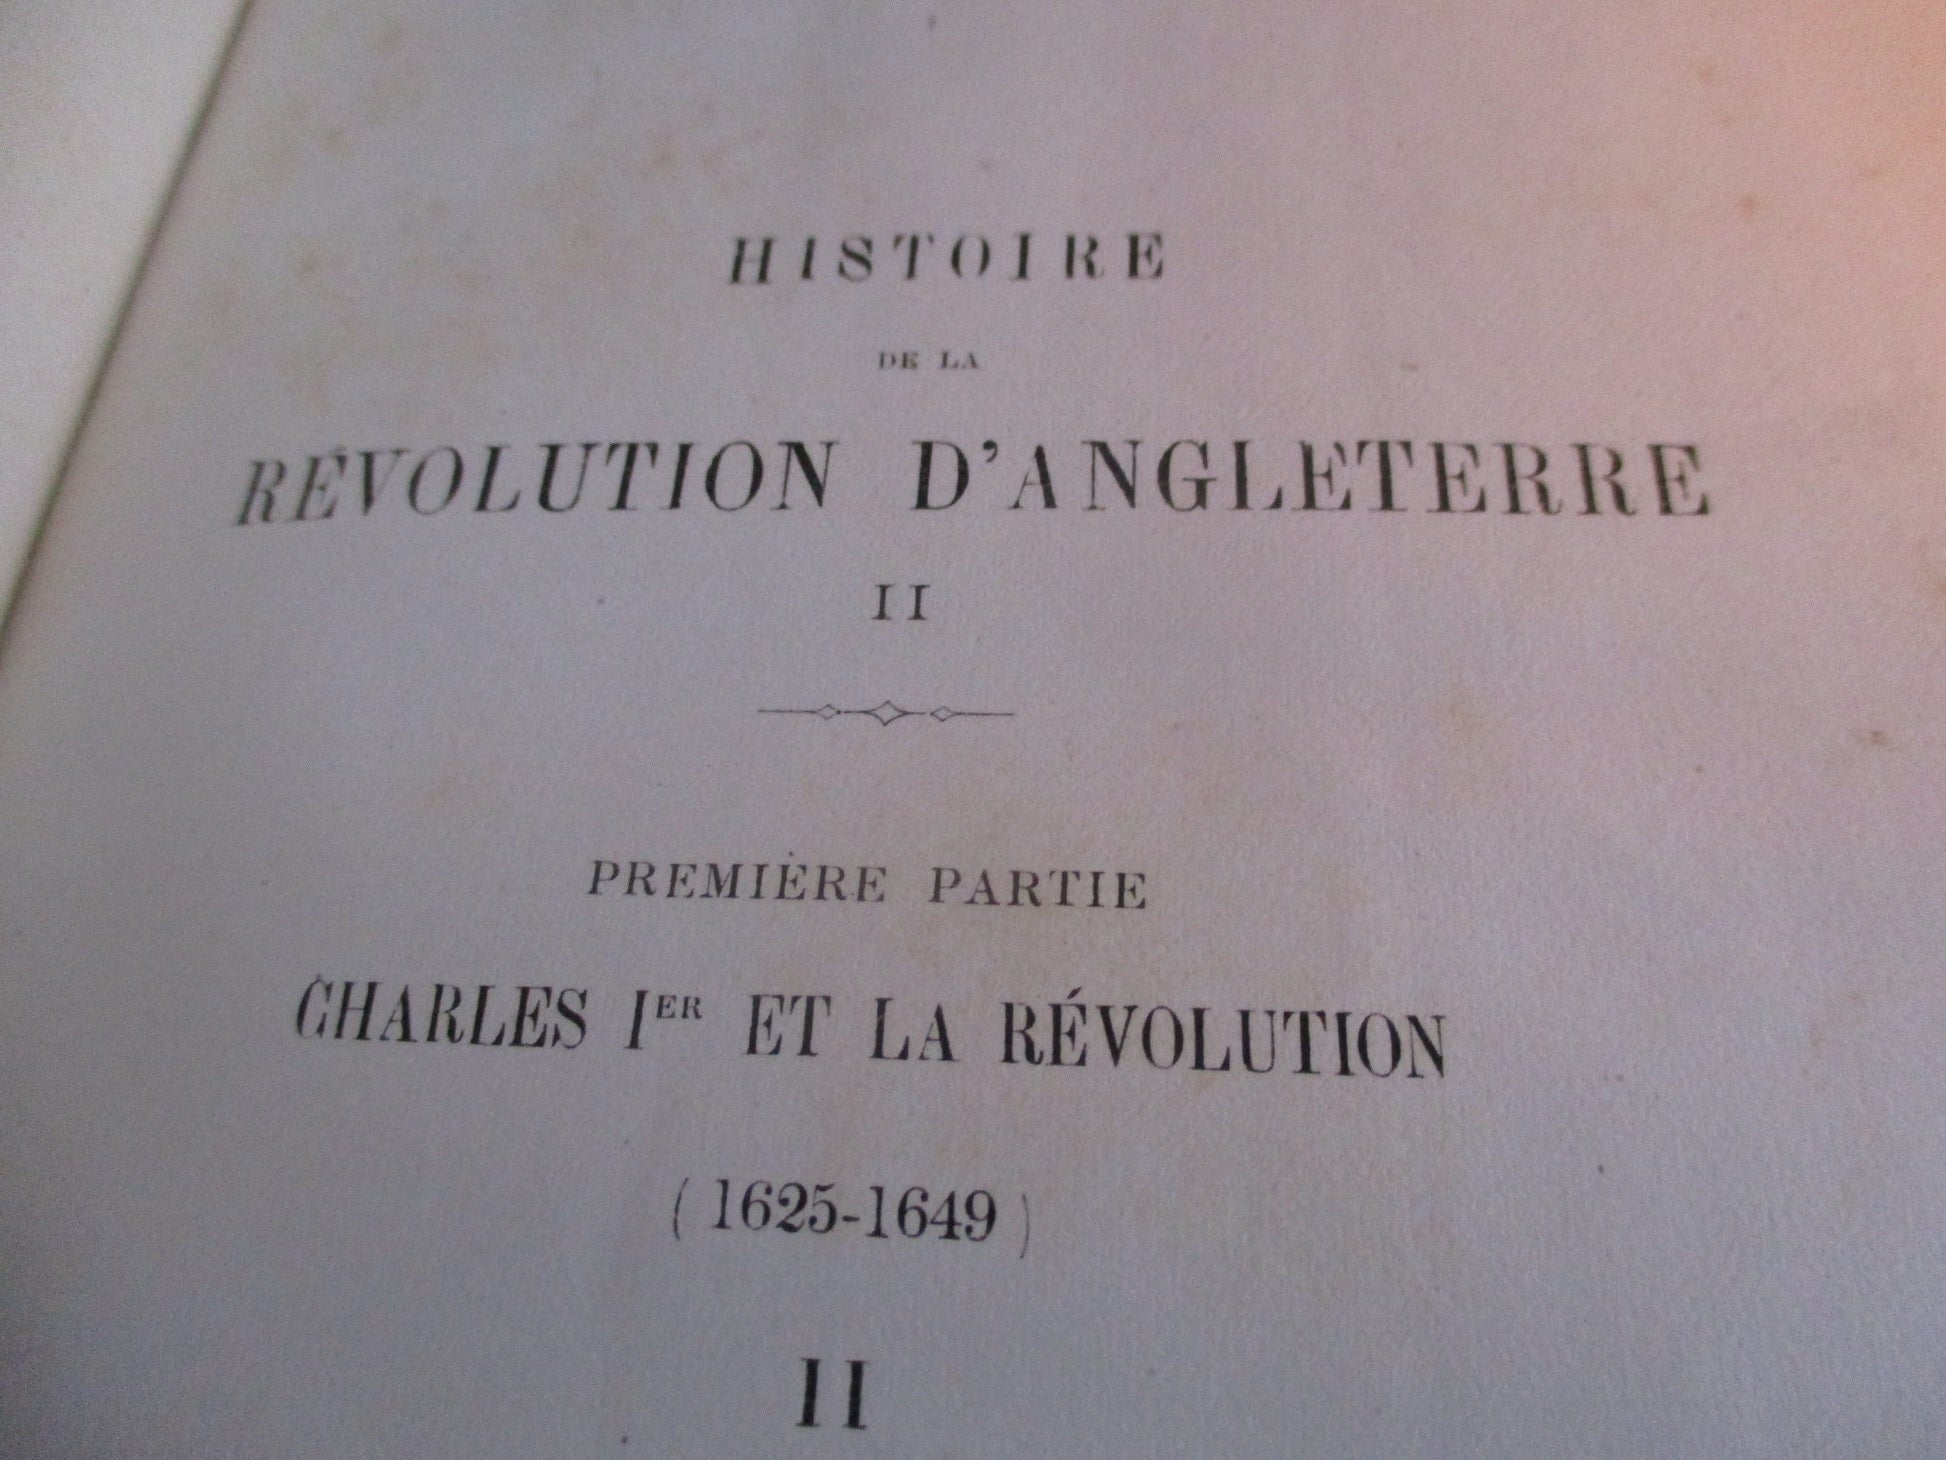 HISTOIRE
DE LA
RÉVOLUTION D'ANGLETERRE
II
PREMIÈRE PARTIE
CHARLES IER ET LA RÉVOLUTION
(1625-1649)
II